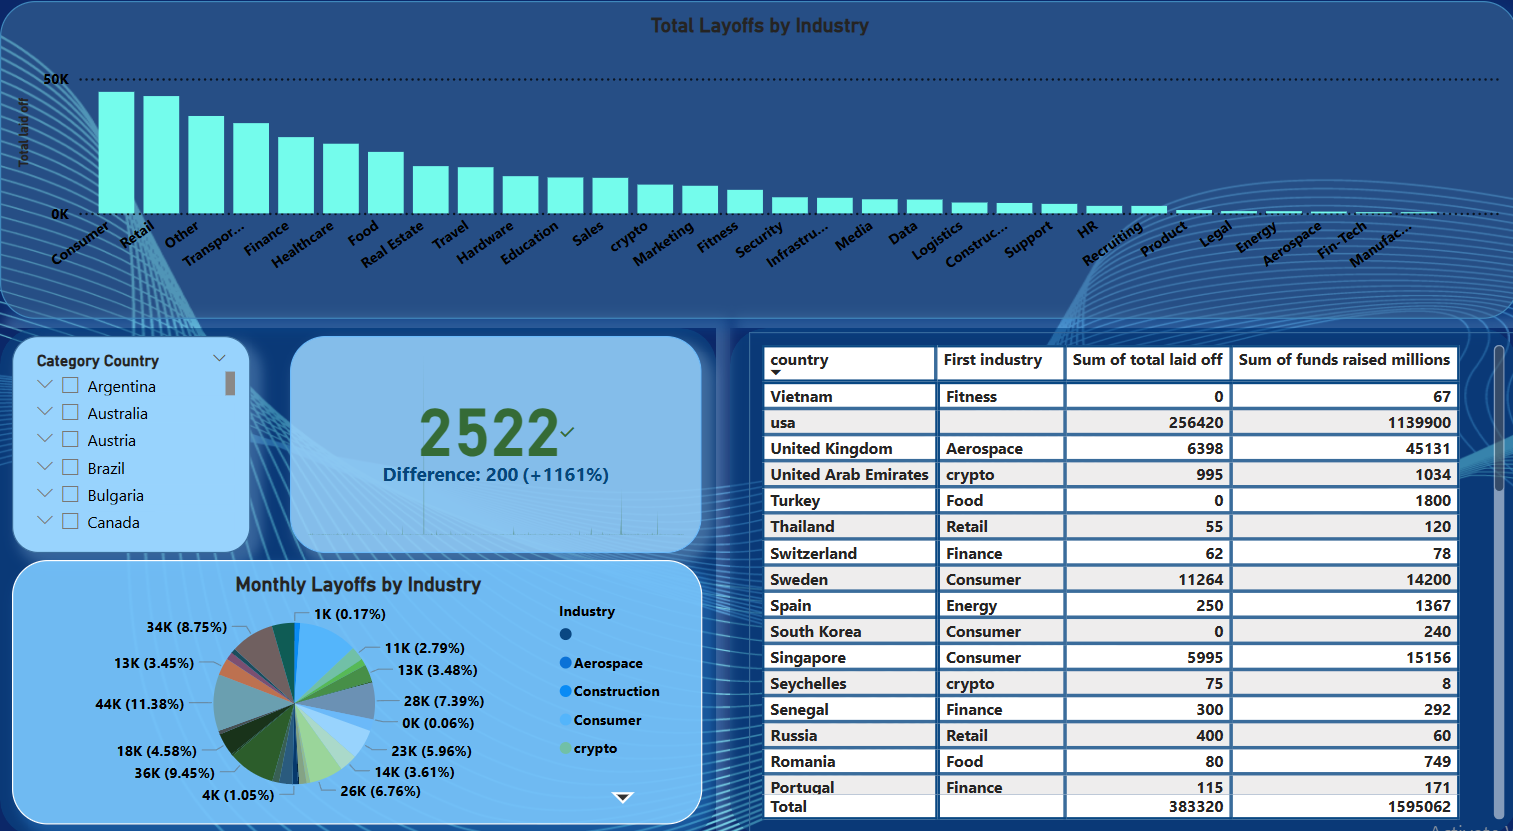 Total Layoffs by Industry
50K
Total laid off
0K
Consumer
Retail
Other
Transpor...
Finance
Healthcare
Food
Real Estate
Travel
Hardware
Education
Sales
crypto
Marketing
Fitness
Security
Infrastru...
Media
Data
Logistics
Construc...
Support
HR
Recruiting
Product
Legal
Energy
Aerospace
Fin-Tech
Manufac...
Category Country
Argentina
Australia
Austria
Brazil
Bulgaria
Canada
2522
Difference: 200 (+1161%)
Monthly Layoffs by Industry
1K (0.17%)
11K (2.79%)
13K (3.48%)
28K (7.39%)
0K (0.06%)
23K (5.96%)
14K (3.61%)
26K (6.76%)
4K (1.05%)
36K (9.45%)
18K (4.58%)
44K (11.38%)
13K (3.45%)
34K (8.75%)
Industry
Aerospace
Construction
Consumer
crypto
country First industry Sum of total laid off Sum of funds raised millions
Vietnam Fitness 0 67
usa 256420 1139900
United Kingdom Aerospace 6398 45131
United Arab Emirates crypto 995 1034
Turkey Food 0 1800
Thailand Retail 55 120
Switzerland Finance 62 78
Sweden Consumer 11264 14200
Spain Energy 250 1367
South Korea Consumer 0 240
Singapore Consumer 5995 15156
Seychelles crypto 75 8
Senegal Finance 300 292
Russia Retail 400 60
Romania Food 80 749
Portugal Finance 115 171
Total 383320 1595062